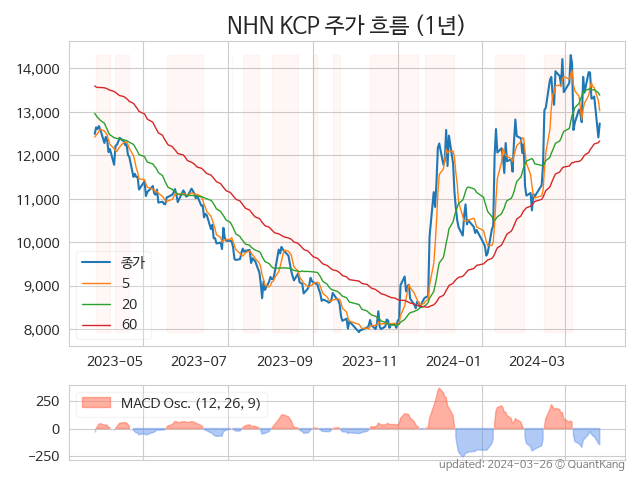 NHN KCP 주가 흐름 (1년)
14,000
13,000
12,000
11,000
10,000
9,000
8,000
종가
5
20
60
2023-05 2023-07 2023-09 2023-11 2024-01 2024-03
250
0
−250
MACD Osc. (12, 26, 9)
updated: 2024-03-26 © QuantKang